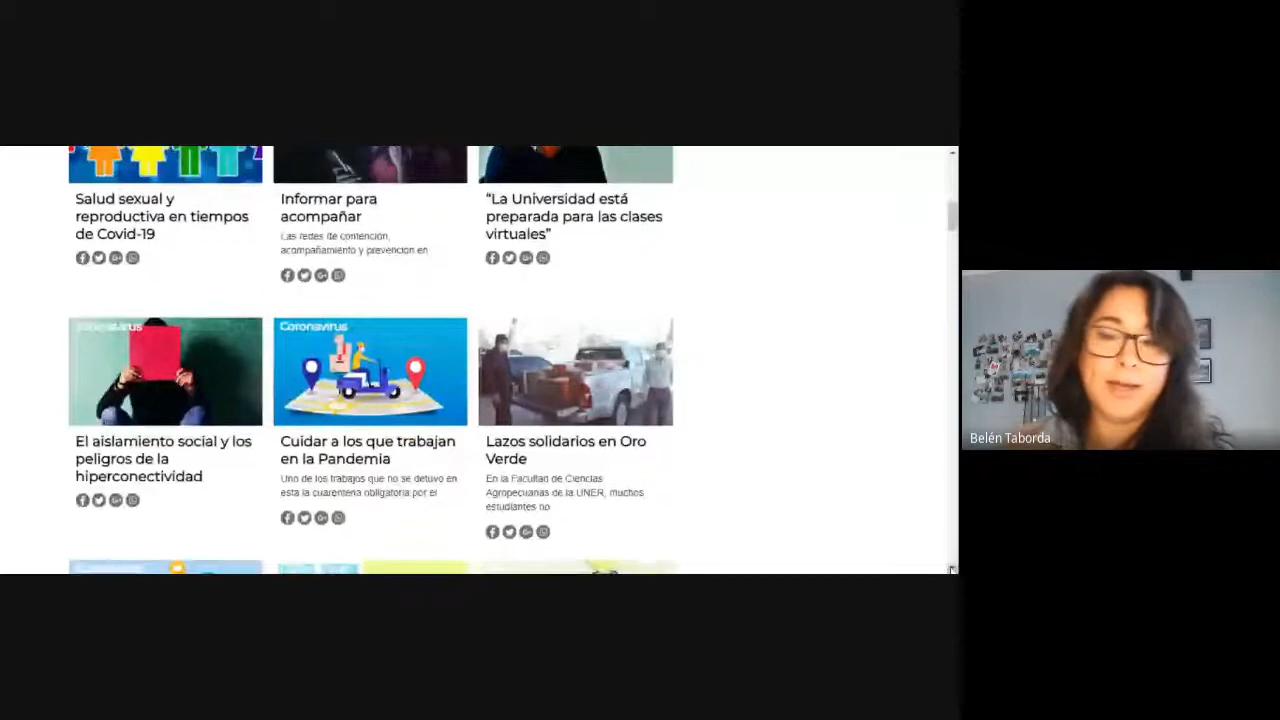 Salud sexual y
reproductiva en tiempos
de Covid-19
Informar para
acompañar
Las redes de contención,
acompañamiento y prevención en
“La Universidad está
preparada para las clases
virtuales”
El aislamiento social y los
peligros de la
hiperconectividad
Coronavirus
Cuidar a los que trabajan
en la Pandemia
Uno de los trabajos que no se detuvo en
esta la cuarentena obligatoria por el
Lazos solidarios en Oro
Verde
En la Facultad de Ciencias
Agropecuarias de la UNER, muchos
estudiantes no
Belén Taborda